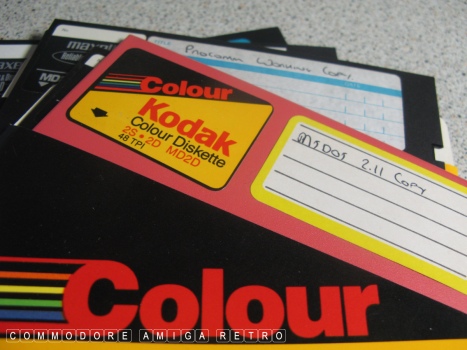 Programm Working Copy
maxell
MD
Colour
Kodak
Colour Diskette
2S•2D MD2D
48 TPI
MSDOS 2.11 Copy
Colour
COMMODORE AMIGA RETRO